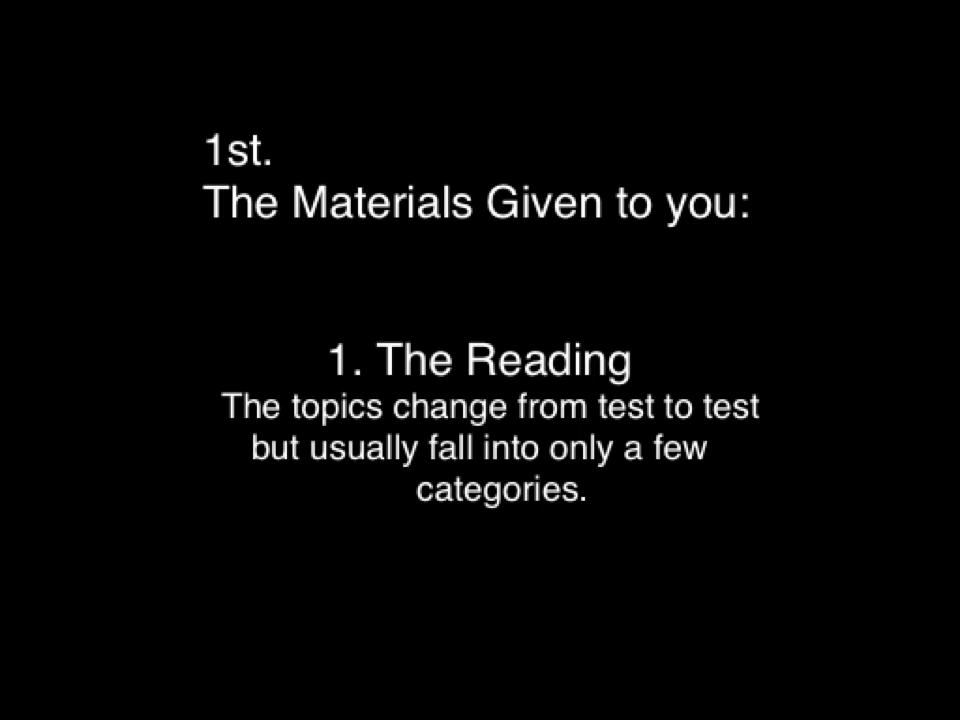 1st.
The Materials Given to you:
1. The Reading
The topics change from test to test
but usually fall into only a few
categories.